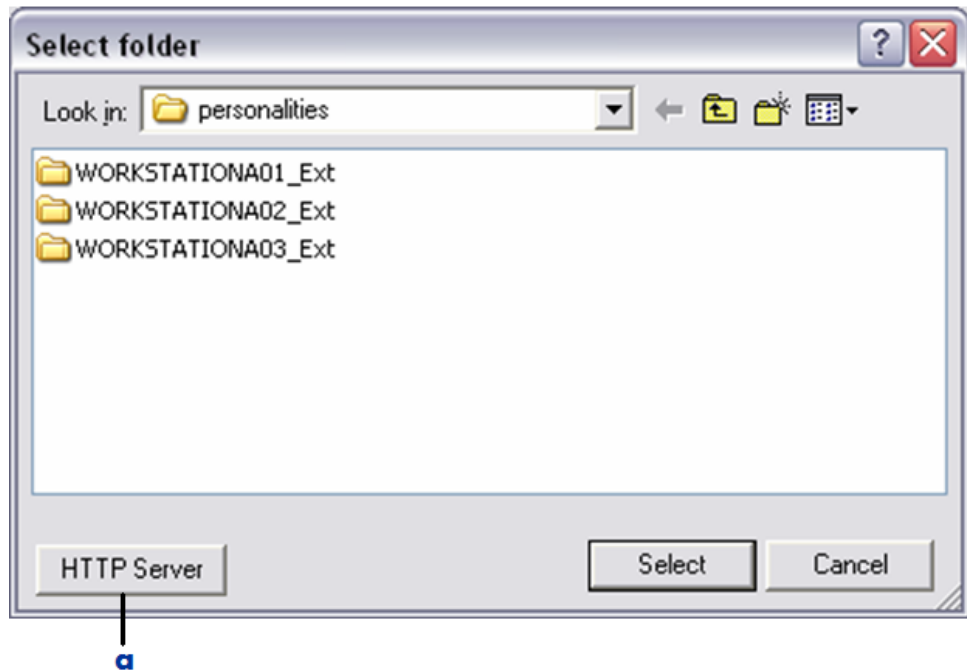 Select folder
Look in: personalities
WORKSTATIONA01_Ext
WORKSTATIONA02_Ext
WORKSTATIONA03_Ext
HTTP Server Select Cancel
a